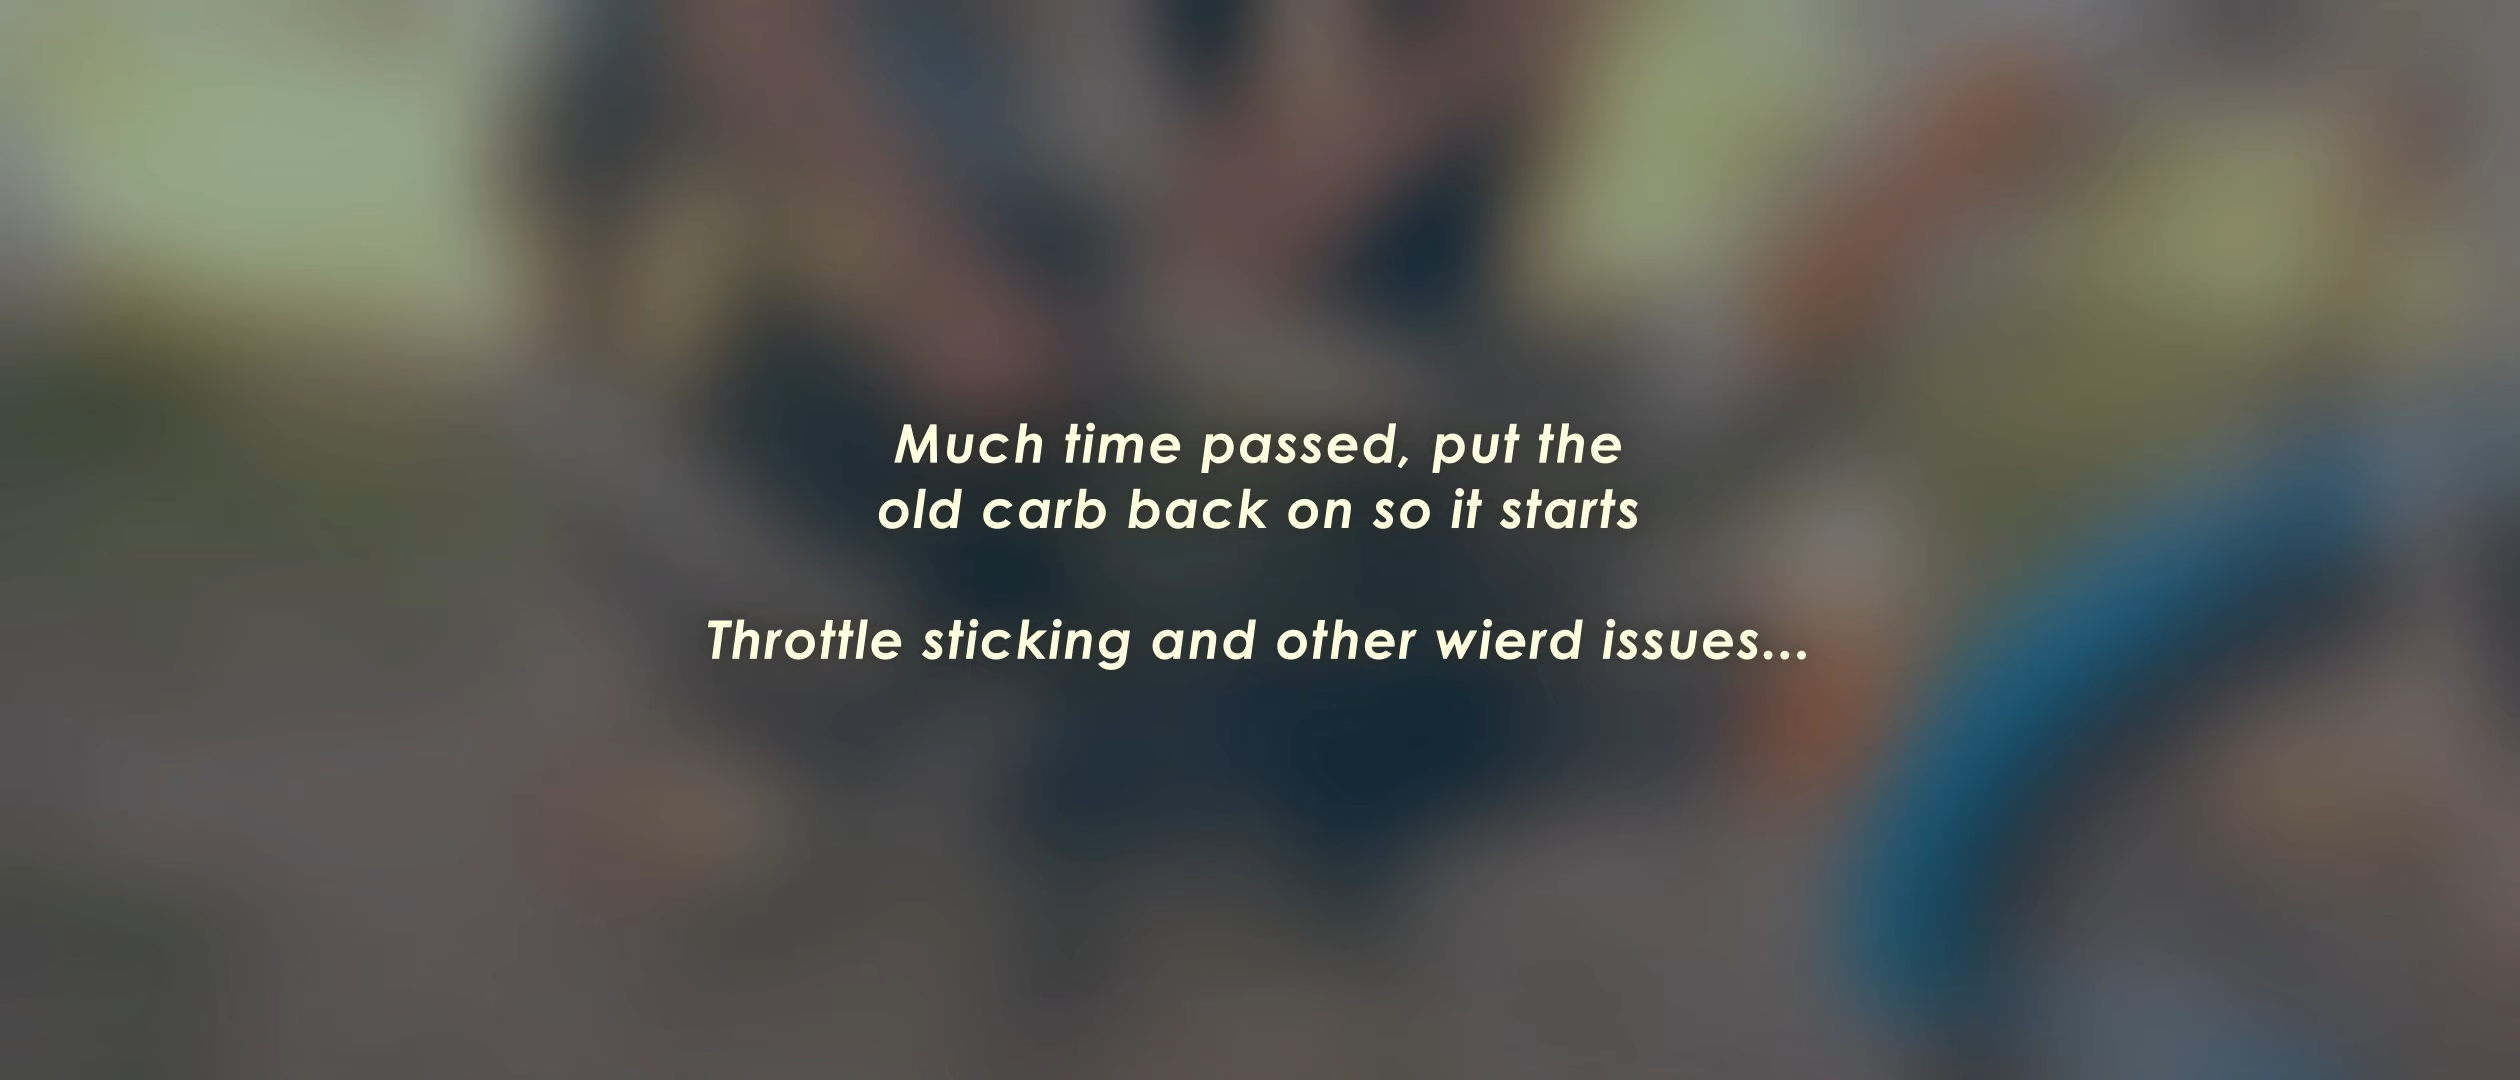 Much time passed, put the
old carb back on so it starts
Throttle sticking and other wierd issues...